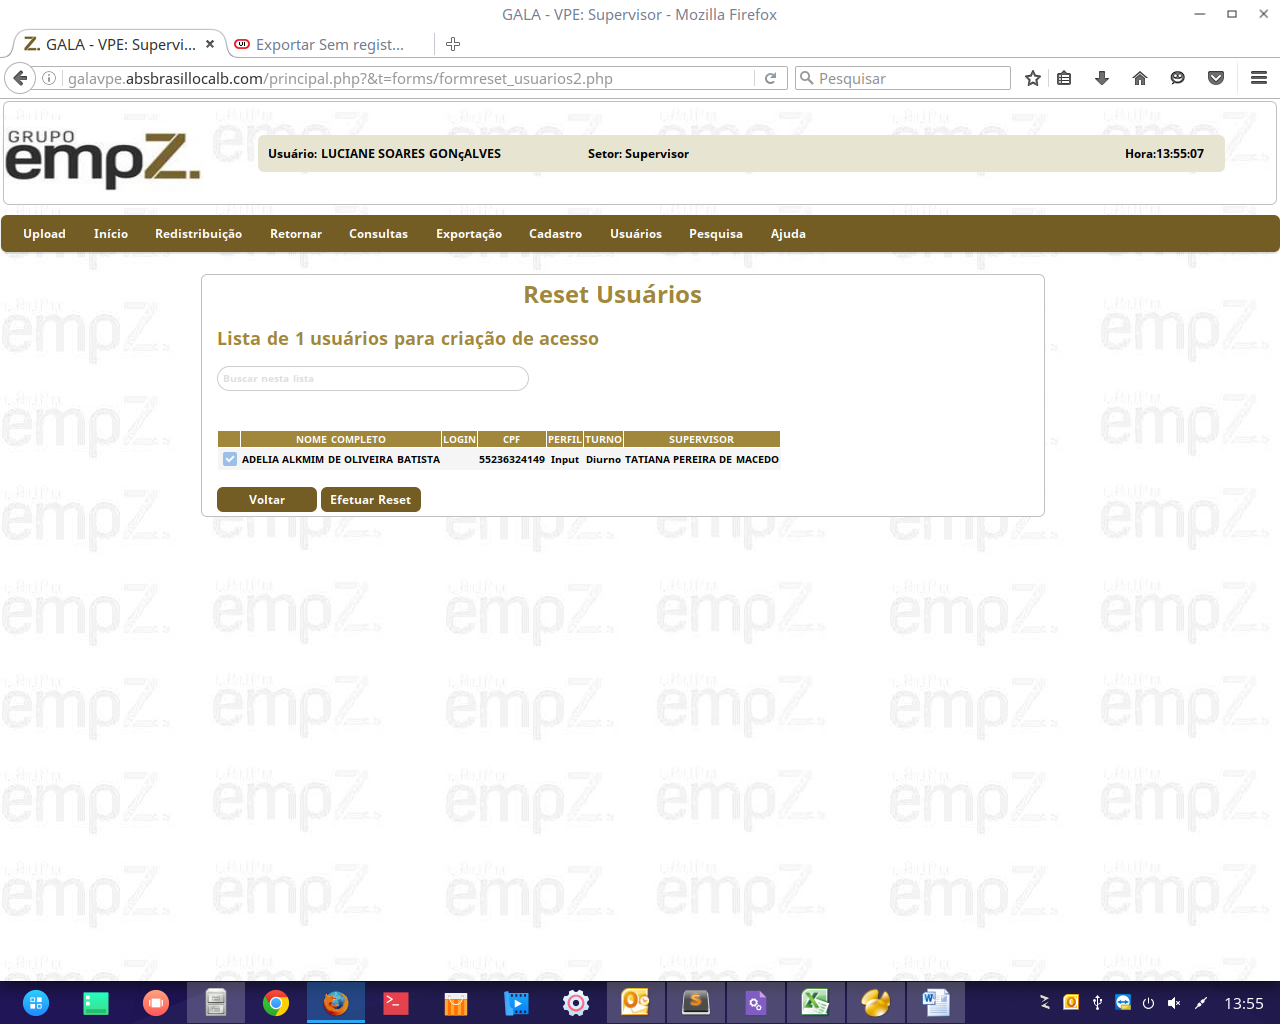 GALA - VPE: Supervisor - Mozilla Firefox
GALA - VPE: Supervi...
Exportar Sem regist...
galavpe.absbrasillocalb.com/principal.php?&t=forms/formreset_usuarios2.php
Pesquisar
GRUPO
empZ.
Usuário: LUCIANE SOARES GONçALVES
Setor: Supervisor
Hora:13:55:07
Upload
Início
Redistribuição
Retornar
Consultas
Exportação
Cadastro
Usuários
Pesquisa
Ajuda
Reset Usuários
Lista de 1 usuários para criação de acesso
Buscar nesta lista
NOME COMPLETO LOGIN CPF PERFIL TURNO SUPERVISOR
ADELIA ALKMIM DE OLIVEIRA BATISTA 55236324149 Input Diurno TATIANA PEREIRA DE MACEDO
Voltar
Efetuar Reset
13:55